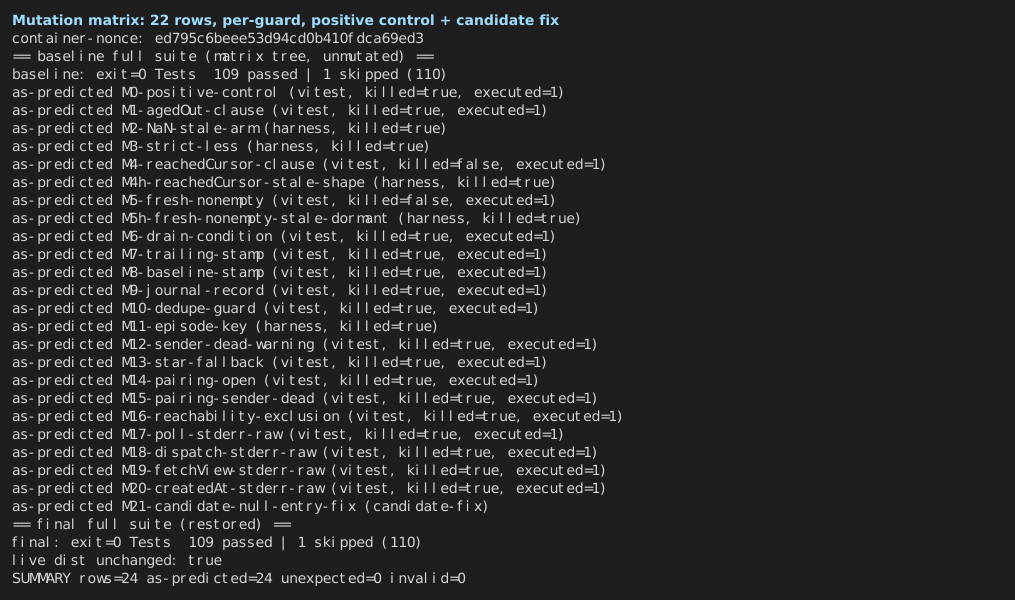 Mutation matrix: 22 rows, per-guard, positive control + candidate fix
container-nonce: ed795c6beee53d94cd0b410fdca69ed3
== baseline full suite (matrix tree, unmutated) ==
baseline: exit=0 Tests  109 passed | 1 skipped (110)
as-predicted M0-positive-control (vitest, killed=true, executed=1)
as-predicted M1-agedOut-clause (vitest, killed=true, executed=1)
as-predicted M2-NaN-stale-arm (harness, killed=true)
as-predicted M3-strict-less (harness, killed=true)
as-predicted M4-reachedCursor-clause (vitest, killed=false, executed=1)
as-predicted M4h-reachedCursor-stale-shape (harness, killed=true)
as-predicted M5-fresh-nonempty (vitest, killed=false, executed=1)
as-predicted M5h-fresh-nonempty-stale-dormant (harness, killed=true)
as-predicted M6-drain-condition (vitest, killed=true, executed=1)
as-predicted M7-trailing-stamp (vitest, killed=true, executed=1)
as-predicted M8-baseline-stamp (vitest, killed=true, executed=1)
as-predicted M9-journal-record (vitest, killed=true, executed=1)
as-predicted M10-dedupe-guard (vitest, killed=true, executed=1)
as-predicted M11-episode-key (harness, killed=true)
as-predicted M12-sender-dead-warning (vitest, killed=true, executed=1)
as-predicted M13-star-fallback (vitest, killed=true, executed=1)
as-predicted M14-pairing-open (vitest, killed=true, executed=1)
as-predicted M15-pairing-sender-dead (vitest, killed=true, executed=1)
as-predicted M16-reachability-exclusion (vitest, killed=true, executed=1)
as-predicted M17-poll-stderr-raw (vitest, killed=true, executed=1)
as-predicted M18-dispatch-stderr-raw (vitest, killed=true, executed=1)
as-predicted M19-fetchView-stderr-raw (vitest, killed=true, executed=1)
as-predicted M20-createdAt-stderr-raw (vitest, killed=true, executed=1)
as-predicted M21-candidate-null-entry-fix (candidate-fix)
== final full suite (restored) ==
final: exit=0 Tests  109 passed | 1 skipped (110)
live dist unchanged: true
SUMMARY rows=24 as-predicted=24 unexpected=0 invalid=0